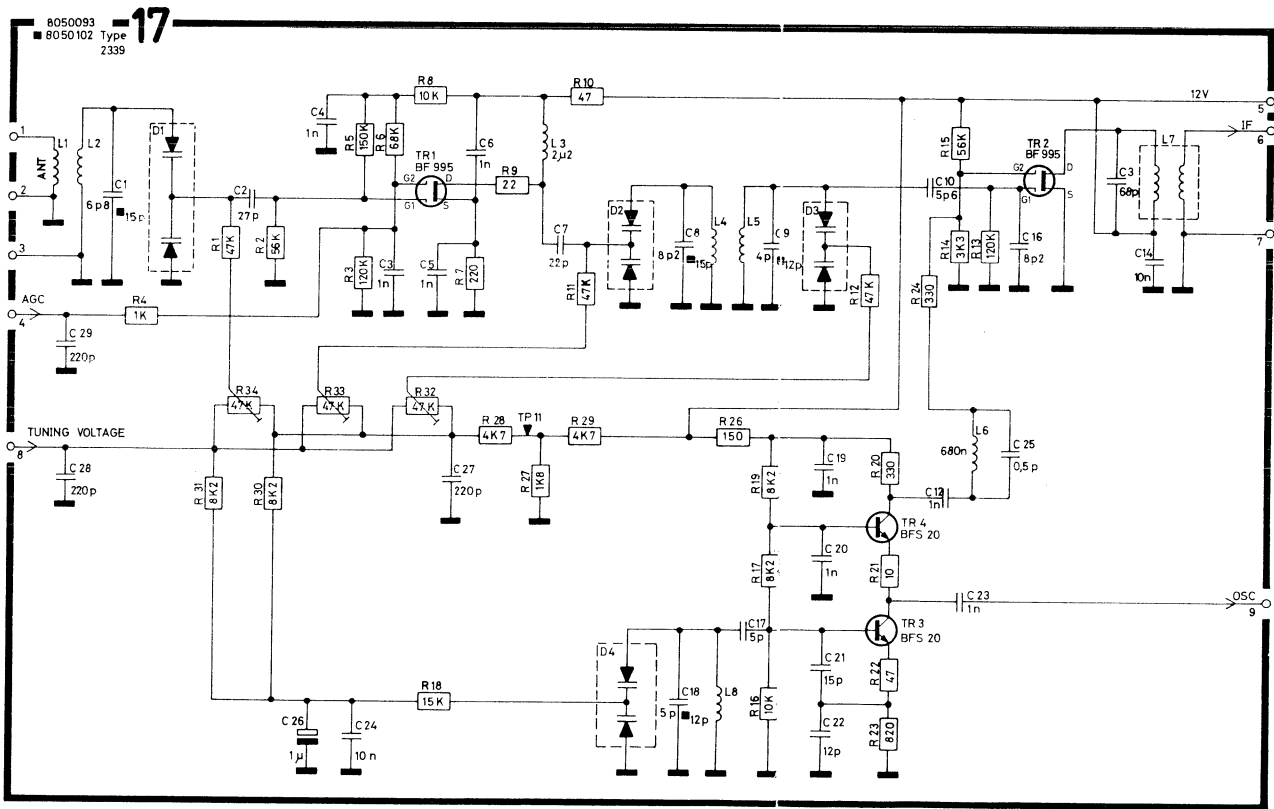 8050093
■ 8050102 Type
2339
17
1
2
3
4
AGC
8
TUNING VOLTAGE
12V
5
IF
6
7
OSC
9
L1
ANT
L2
C1
6p8
■15p
D1
R1
47K
C2
27p
R2
56K
C4
1n
R5
150K
R6
68K
R8
10K
TR1
BF 995
G2
G1
D
S
C6
1n
L3
2µ2
R10
47
R9
22
R3
120K
C3
1n
C5
1n
R7
220
C7
22p
R11
47K
D2
C8
8p2
■15p
L4
L5
C9
4p
■12p
D3
R12
47K
C10
5p6
R15
56K
TR2
BF 995
G2
G1
D
S
R14
3K3
R13
120K
C16
8p2
R24
330
C3
68p
L7
C14
10n
R4
1K
C29
220p
R34
47K
R33
47K
R32
47K
R28
4K7
TP11
R29
4K7
R26
150
C28
220p
R31
8K2
R30
8K2
C27
220p
R27
1K8
R19
8K2
C19
1n
R20
330
L6
680n
C25
0,5p
C12
1n
TR4
BFS 20
R17
8K2
C20
1n
R21
10
C23
1n
TR3
BFS 20
C17
5p
D4
C18
5p
■12p
L8
R16
10K
C21
15p
C22
12p
R22
47
R23
820
R18
15K
C26
1µ
C24
10n